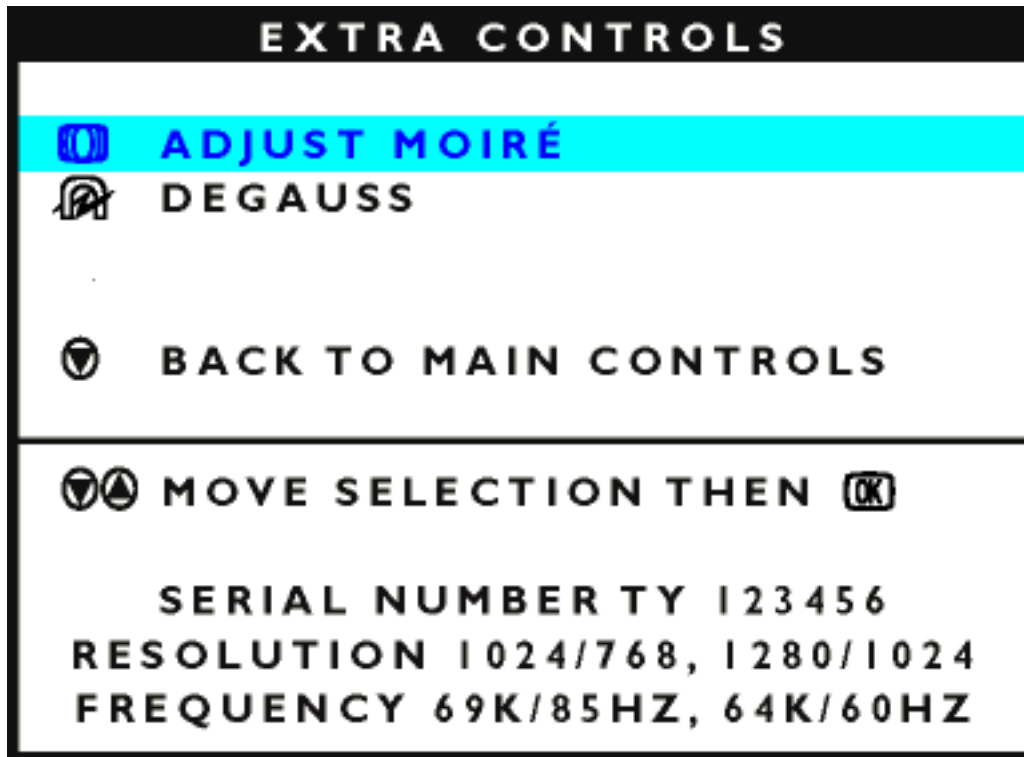 EXTRA CONTROLS
ADJUST MOIRÉ
DEGAUSS
BACK TO MAIN CONTROLS
MOVE SELECTION THEN OK
SERIAL NUMBER TY 123456
RESOLUTION 1024/768, 1280/1024
FREQUENCY 69K/85HZ, 64K/60HZ